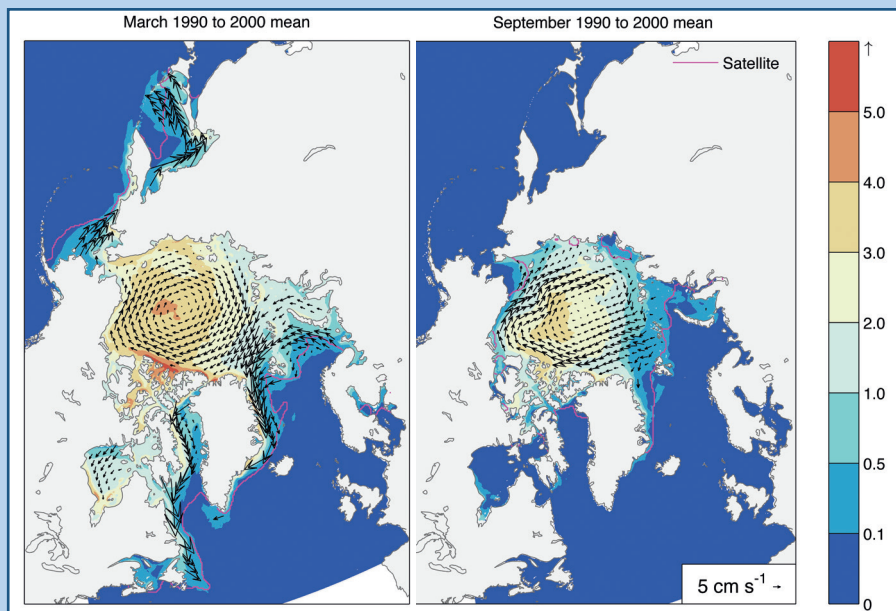 March 1990 to 2000 mean
September 1990 to 2000 mean
Satellite
↑
5.0
4.0
3.0
2.0
1.0
0.5
0.1
0
5 cm s⁻¹ →